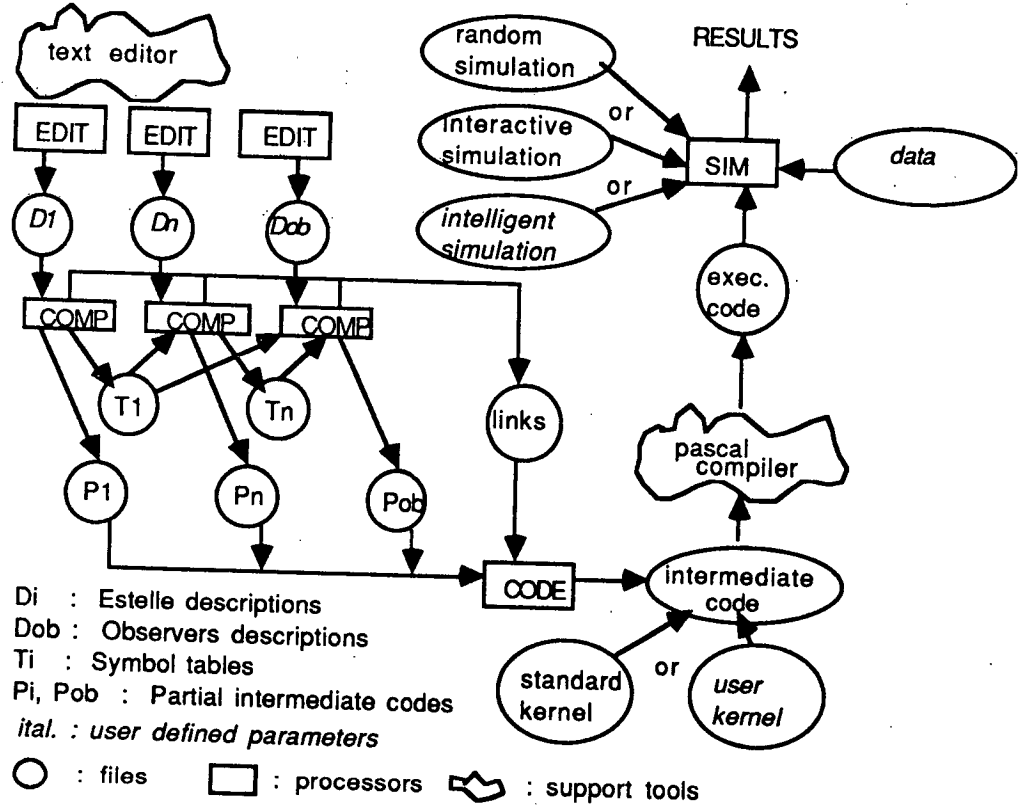 text editor
EDIT
EDIT
EDIT
D1
Dn
Dob
COMP
COMP
COMP
T1
Tn
P1
Pn
Pob
links
CODE
random
simulation
or
interactive
simulation
or
intelligent
simulation
RESULTS
SIM
data
exec.
code
pascal
compiler
intermediate
code
standard
kernel
or
user
kernel
Di : Estelle descriptions
Dob : Observers descriptions
Ti : Symbol tables
Pi, Pob : Partial intermediate codes
ital. : user defined parameters
: files
: processors
: support tools